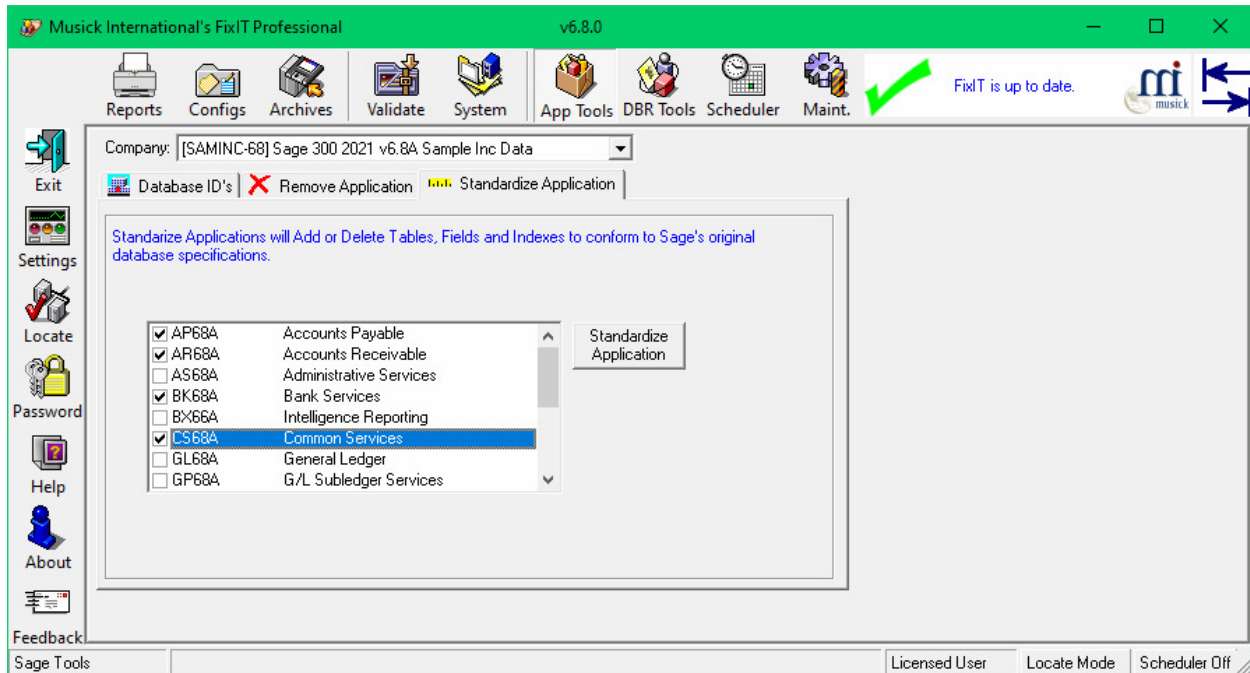 Musick International's FixIT Professional v6.8.0
Reports Configs Archives Validate System App Tools DBR Tools Scheduler Maint. FixIT is up to date. mi musick
Exit
Settings
Locate
Password
Help
About
Feedback
Company: [SAMINC-68] Sage 300 2021 v6.8A Sample Inc Data
Database ID's Remove Application Standardize Application
Standarize Applications will Add or Delete Tables, Fields and Indexes to conform to Sage's original
database specifications.
AP68A Accounts Payable
AR68A Accounts Receivable
AS68A Administrative Services
BK68A Bank Services
BX66A Intelligence Reporting
CS68A Common Services
GL68A General Ledger
GP68A G/L Subledger Services
Standardize
Application
Sage Tools Licensed User Locate Mode Scheduler Off